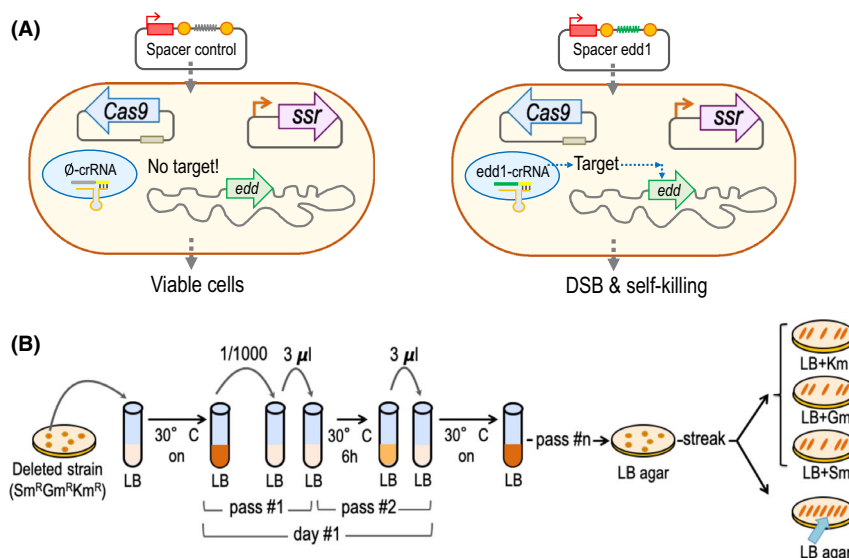 (A)
Spacer control
Cas9
ssr
Ø-crRNA
No target!
edd
Viable cells
Spacer edd1
Cas9
ssr
edd1-crRNA
Target
edd
DSB & self-killing
(B)
1/1000
3 µl
3 µl
30° C
on
30° C
6h
30° C
on
pass #n
streak
Deleted strain
(SmᴿGmᴿKmᴿ)
LB
LB
LB
LB
LB
LB
LB
LB agar
pass #1
pass #2
day #1
LB+Km
LB+Gm
LB+Sm
LB agar